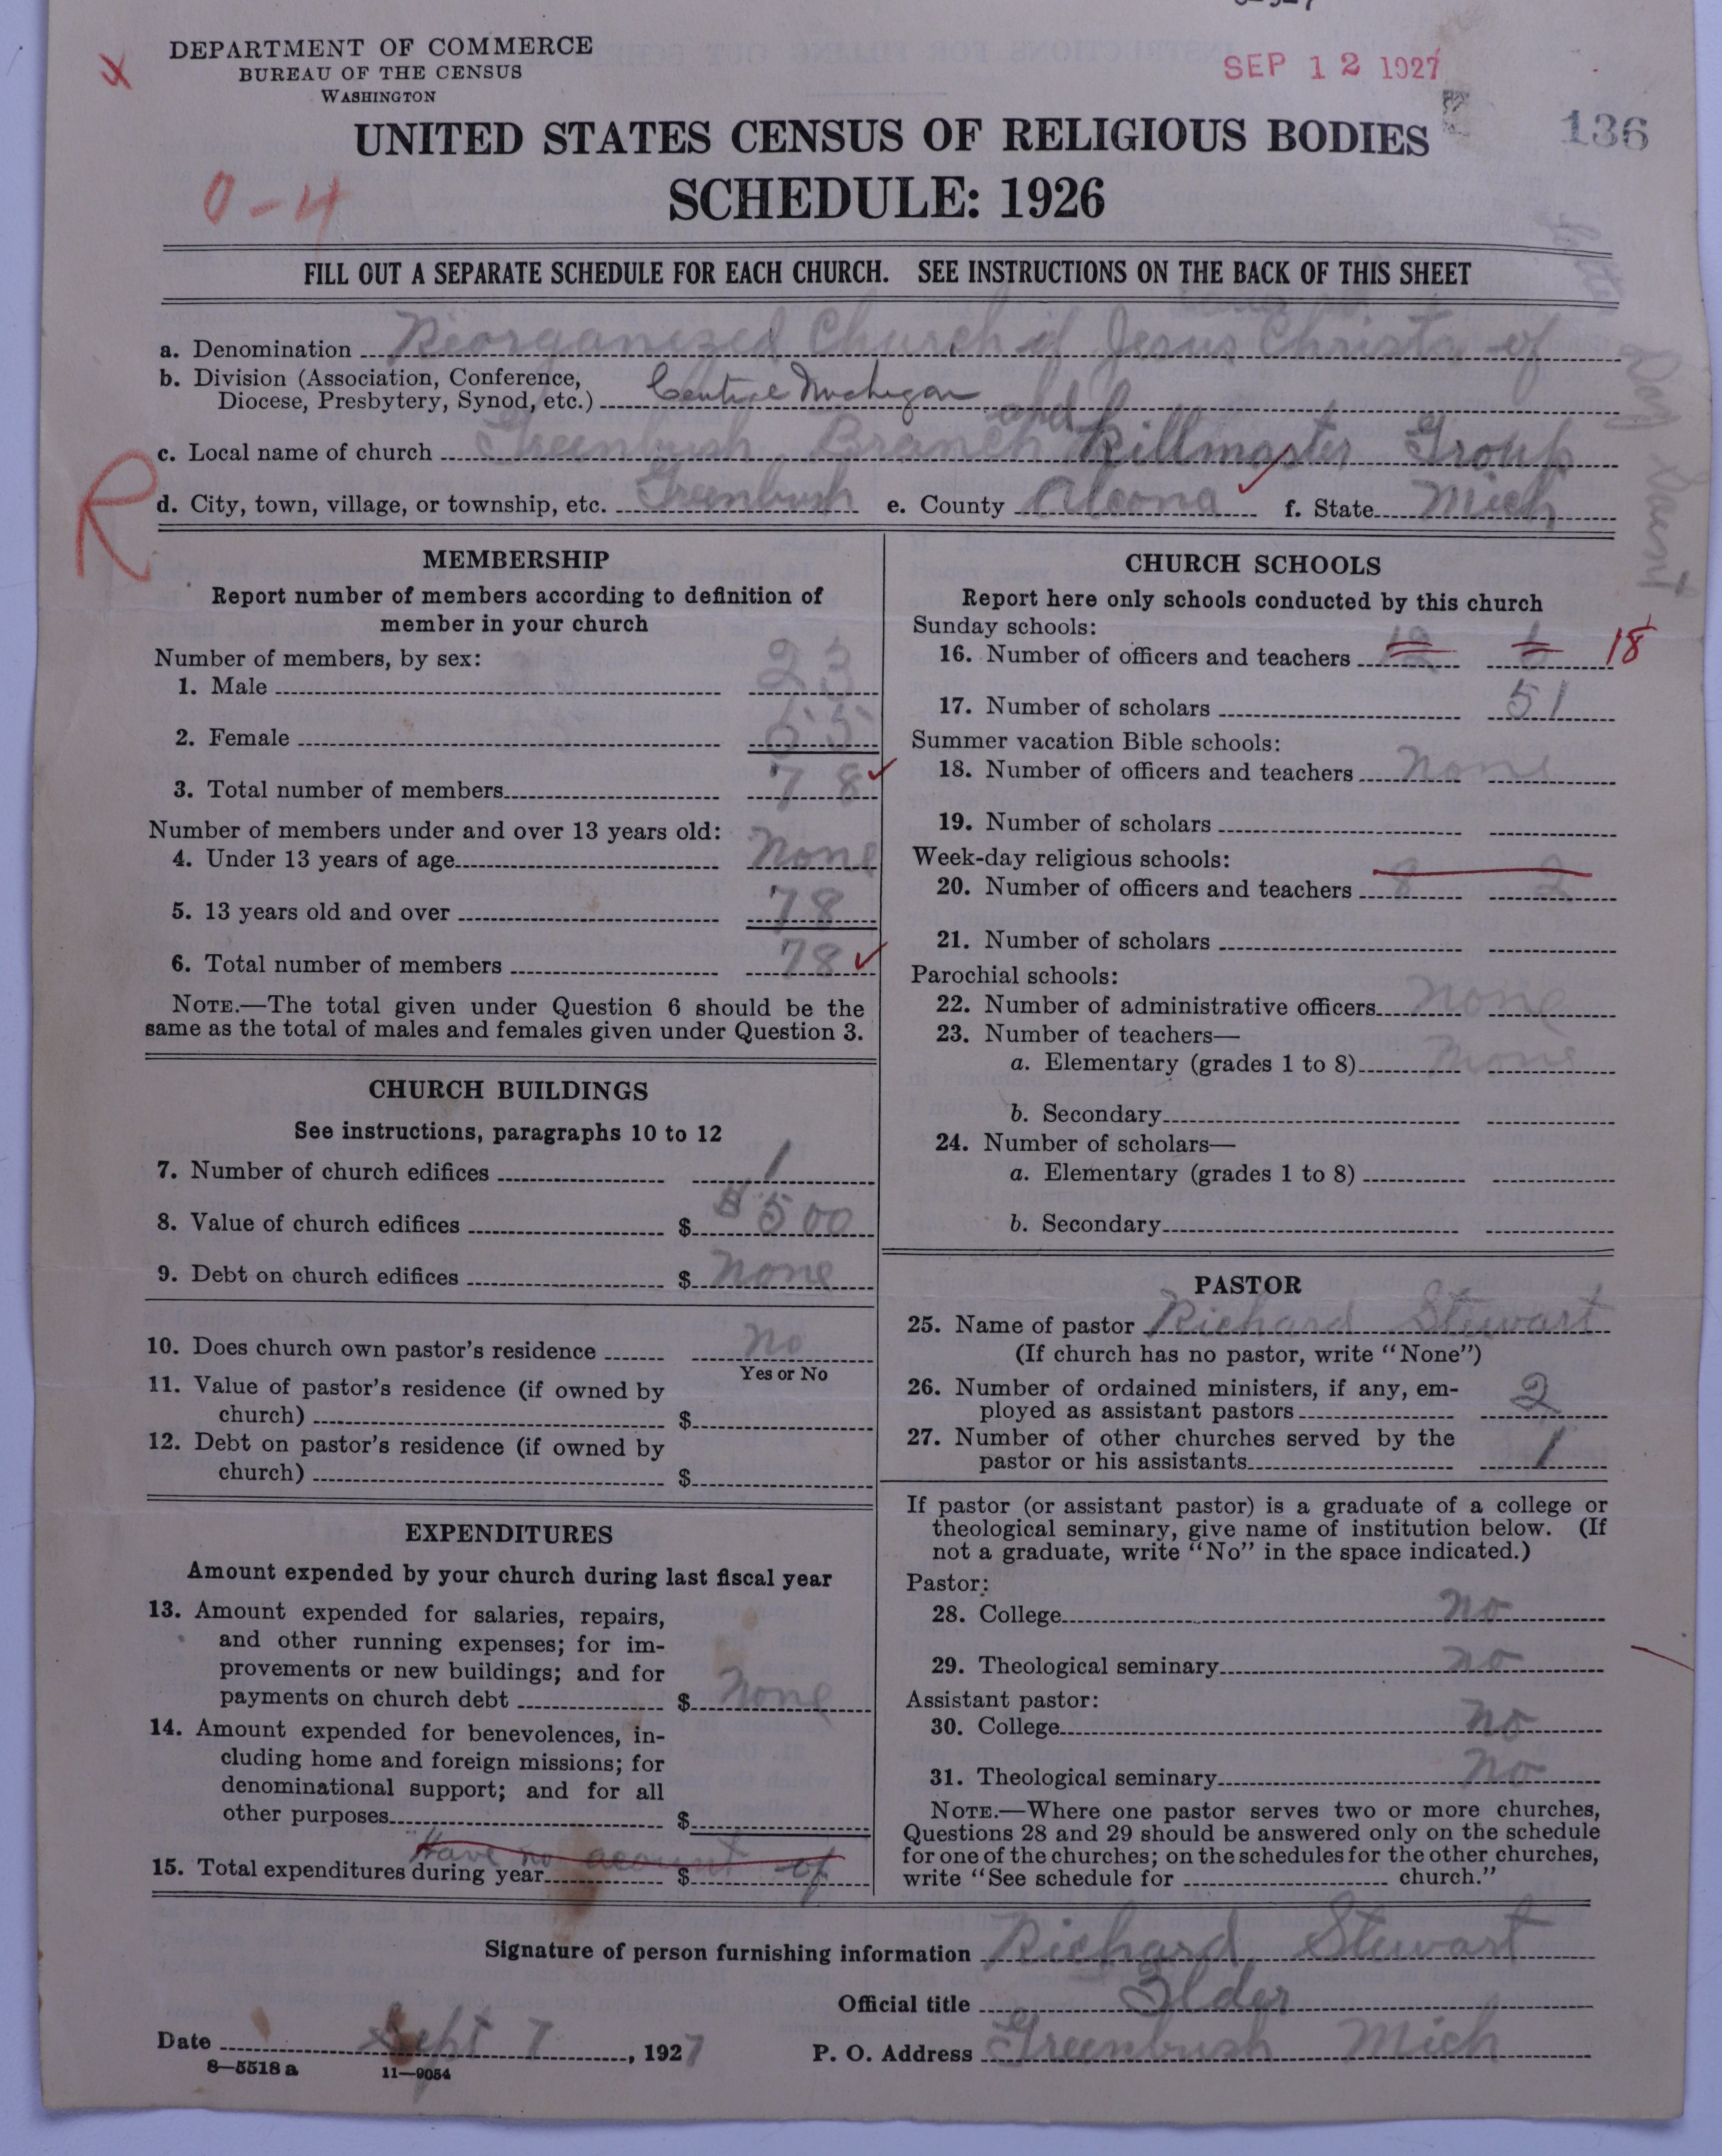 DEPARTMENT OF COMMERCE
BUREAU OF THE CENSUS
WASHINGTON
SEP 12 1927
136
UNITED STATES CENSUS OF RELIGIOUS BODIES
SCHEDULE: 1926
0-4
FILL OUT A SEPARATE SCHEDULE FOR EACH CHURCH. SEE INSTRUCTIONS ON THE BACK OF THIS SHEET
a. Denomination Reorganized Church of Jesus Christs of
Latter Day Saint
b. Division (Association, Conference,
Diocese, Presbytery, Synod, etc.) Central Michigan
c. Local name of church Greenbush Branch and Killmaster Group
R
d. City, town, village, or township, etc. Greenbush e. County Alcona f. State Mich
MEMBERSHIP
Report number of members according to definition of
member in your church
Number of members, by sex:
1. Male 23
2. Female 55
3. Total number of members 78
Number of members under and over 13 years old:
4. Under 13 years of age None
5. 13 years old and over 78
6. Total number of members 78
NOTE.—The total given under Question 6 should be the
same as the total of males and females given under Question 3.
CHURCH BUILDINGS
See instructions, paragraphs 10 to 12
7. Number of church edifices 1
8. Value of church edifices $ $500
9. Debt on church edifices $ None
10. Does church own pastor's residence No
Yes or No
11. Value of pastor's residence (if owned by
church) $
12. Debt on pastor's residence (if owned by
church) $
EXPENDITURES
Amount expended by your church during last fiscal year
13. Amount expended for salaries, repairs,
and other running expenses; for im-
provements or new buildings; and for
payments on church debt $ None
14. Amount expended for benevolences, in-
cluding home and foreign missions; for
denominational support; and for all
other purposes $
Have no acount of
15. Total expenditures during year $
CHURCH SCHOOLS
Report here only schools conducted by this church
Sunday schools:
16. Number of officers and teachers 12 6 18
17. Number of scholars 51
Summer vacation Bible schools:
18. Number of officers and teachers None
19. Number of scholars
Week-day religious schools:
20. Number of officers and teachers 8 2
21. Number of scholars
Parochial schools:
22. Number of administrative officers None
23. Number of teachers—
a. Elementary (grades 1 to 8) None
b. Secondary
24. Number of scholars—
a. Elementary (grades 1 to 8)
b. Secondary
PASTOR
25. Name of pastor Richard Stewart
(If church has no pastor, write "None")
26. Number of ordained ministers, if any, em-
ployed as assistant pastors 2
27. Number of other churches served by the
pastor or his assistants 1
If pastor (or assistant pastor) is a graduate of a college or
theological seminary, give name of institution below. (If
not a graduate, write "No" in the space indicated.)
Pastor:
28. College No
29. Theological seminary No
Assistant pastor:
30. College No
31. Theological seminary No
NOTE.—Where one pastor serves two or more churches,
Questions 28 and 29 should be answered only on the schedule
for one of the churches; on the schedules for the other churches,
write "See schedule for church."
Signature of person furnishing information Richard Stewart
Official title Elder
Date Sept 7, 1927 P. O. Address Greenbush Mich
8—5518 a 11—9054